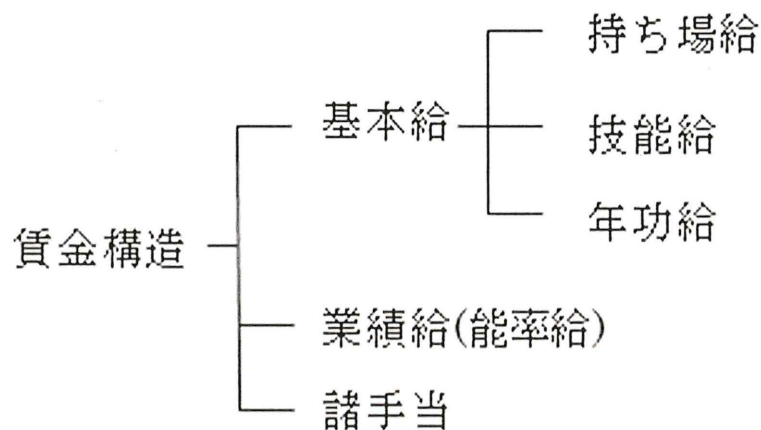 持ち場給
基本給
技能給
年功給
賃金構造
業績給(能率給)
諸手当